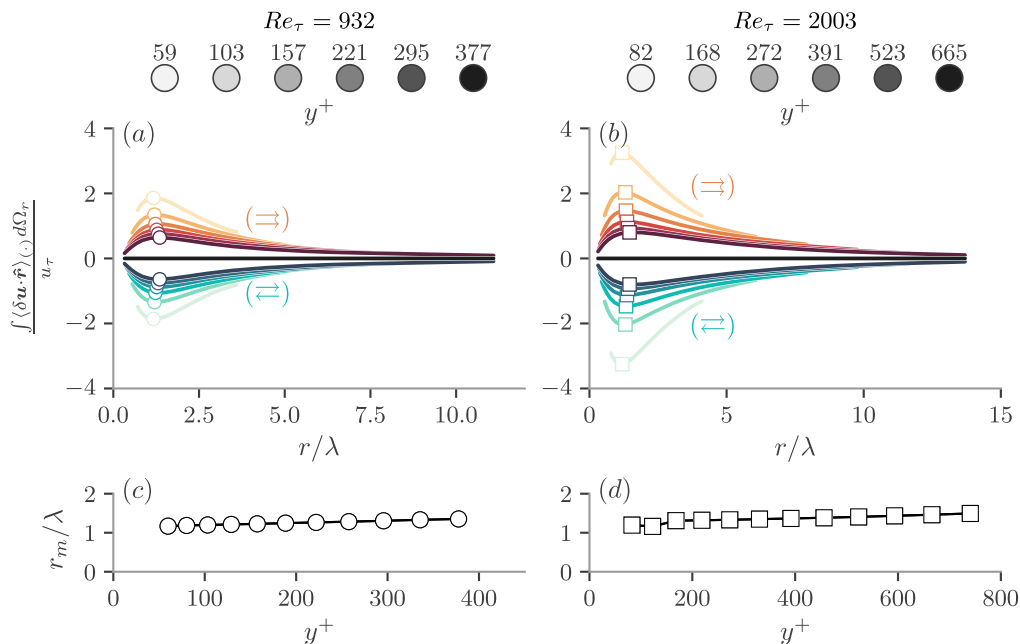 Re_τ = 932 Re_τ = 2003
59 103 157 221 295 377 82 168 272 391 523 665
y⁺ y⁺
(a) (b)
4 4
2 2
(⇉) (⇉)
0 0
∫⟨δu·r̂⟩_(.) dΩ_r / u_τ
(⇄) (⇄)
−2 −2
−4 −4
0.0 2.5 5.0 7.5 10.0 0 5 10 15
r/λ r/λ
(c) (d)
2 2
r_m/λ
1 1
0 0
0 100 200 300 400 0 200 400 600 800
y⁺ y⁺